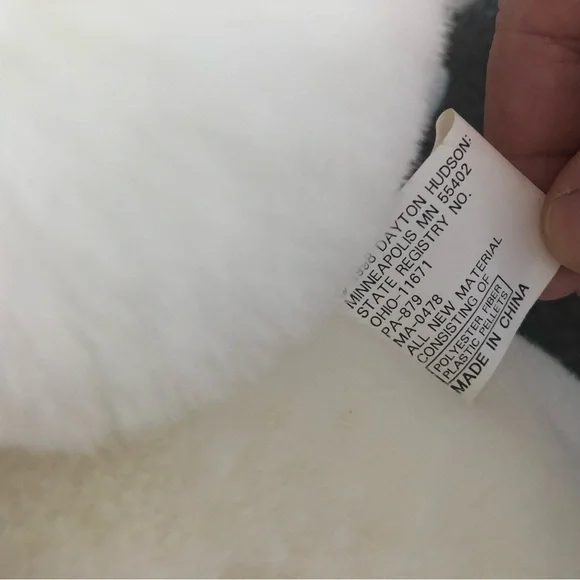 DAYTON HUDSON:
MINNEAPOLIS MN 55402
STATE REGISTRY NO.
OHIO-11671
PA-879
MA-0478
ALL NEW MATERIAL
CONSISTING OF
POLYESTER FIBER
PLASTIC PELLETS
MADE IN CHINA